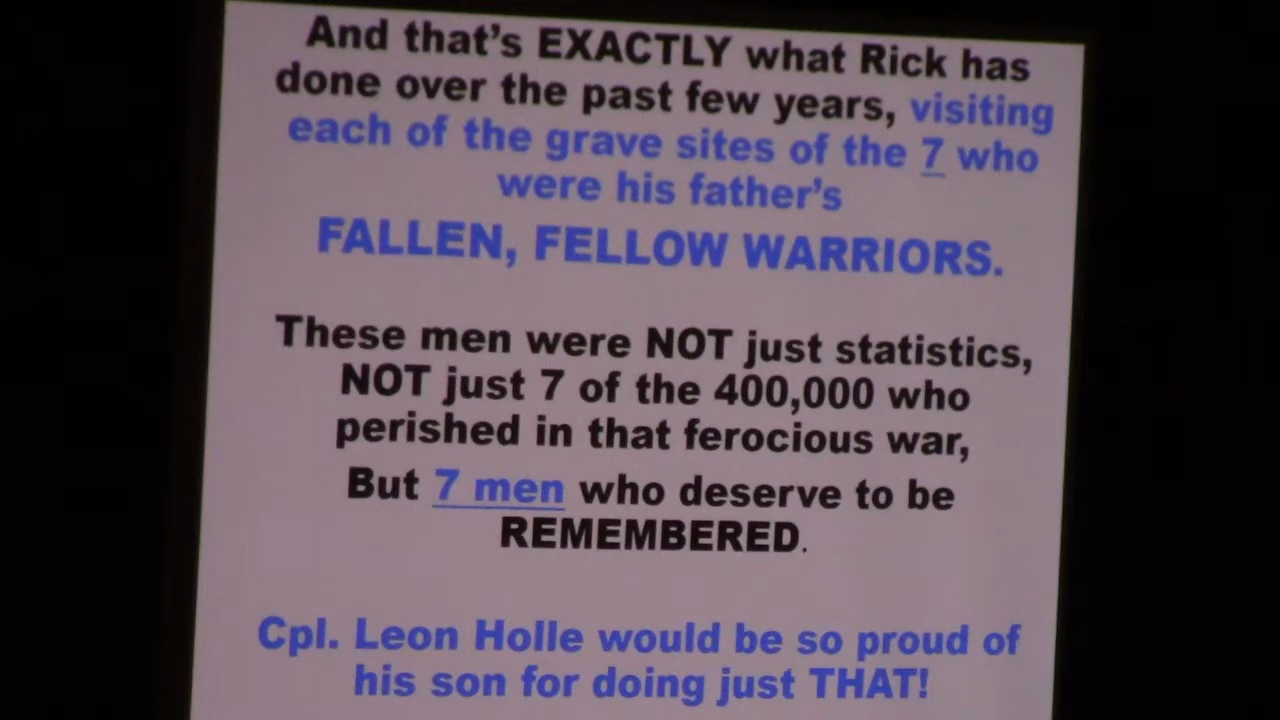 And that's EXACTLY what Rick has
done over the past few years, visiting
each of the grave sites of the 7 who
were his father's
FALLEN, FELLOW WARRIORS.
These men were NOT just statistics,
NOT just 7 of the 400,000 who
perished in that ferocious war,
But 7 men who deserve to be
REMEMBERED.
Cpl. Leon Holle would be so proud of
his son for doing just THAT!